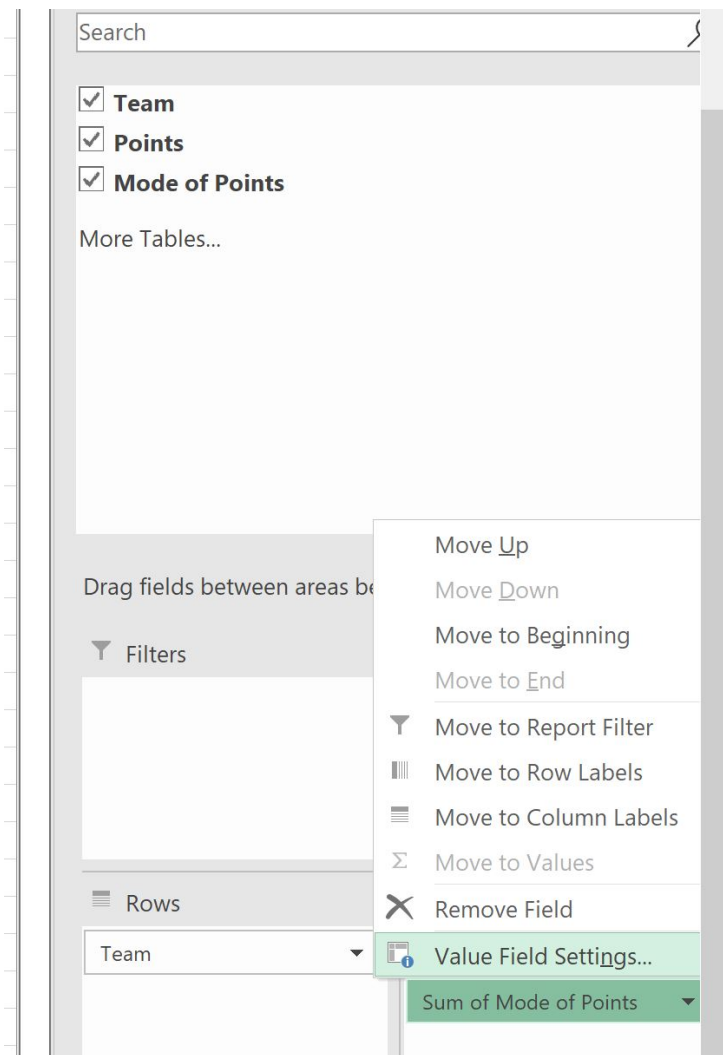 Search
Team
Points
Mode of Points
More Tables...
Drag fields between areas be
Filters
Rows
Team
Move Up
Move Down
Move to Beginning
Move to End
Move to Report Filter
Move to Row Labels
Move to Column Labels
Σ Move to Values
Remove Field
Value Field Settings...
Sum of Mode of Points